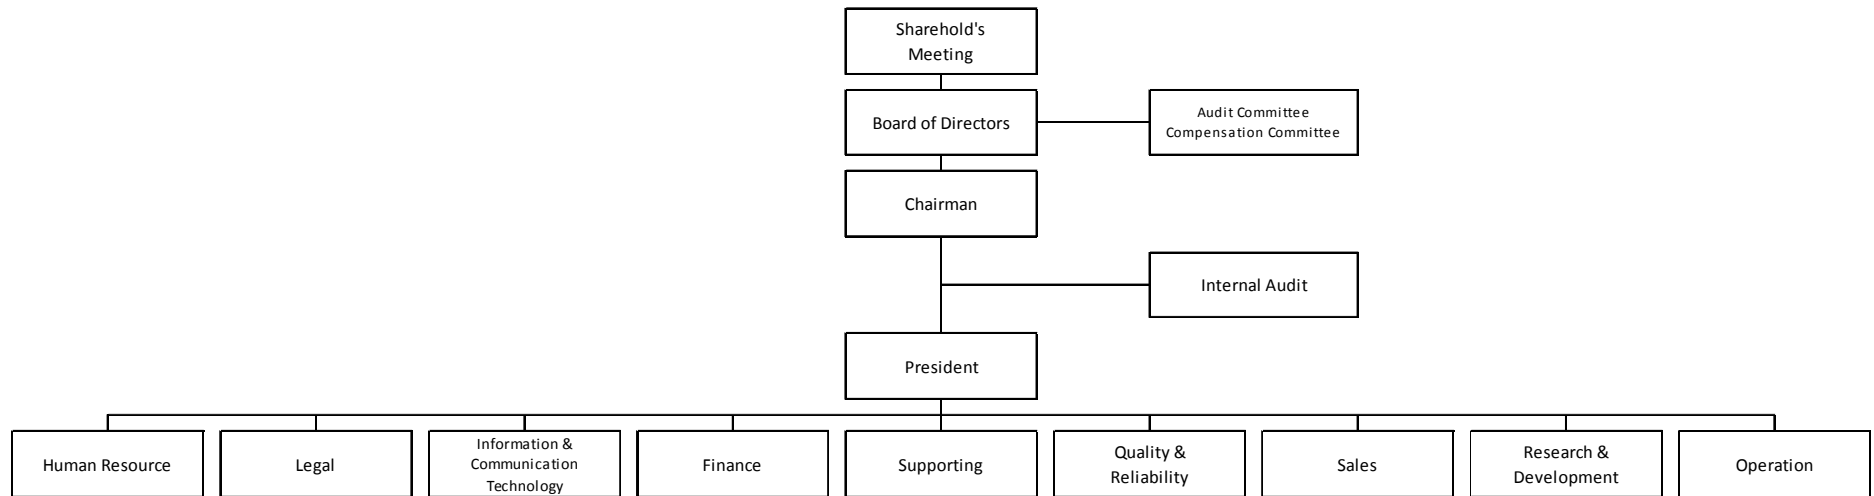 Sharehold's
Meeting
Board of Directors
Audit Committee
Compensation Committee
Chairman
Internal Audit
President
Human Resource
Legal
Information &
Communication
Technology
Finance
Supporting
Quality &
Reliability
Sales
Research &
Development
Operation